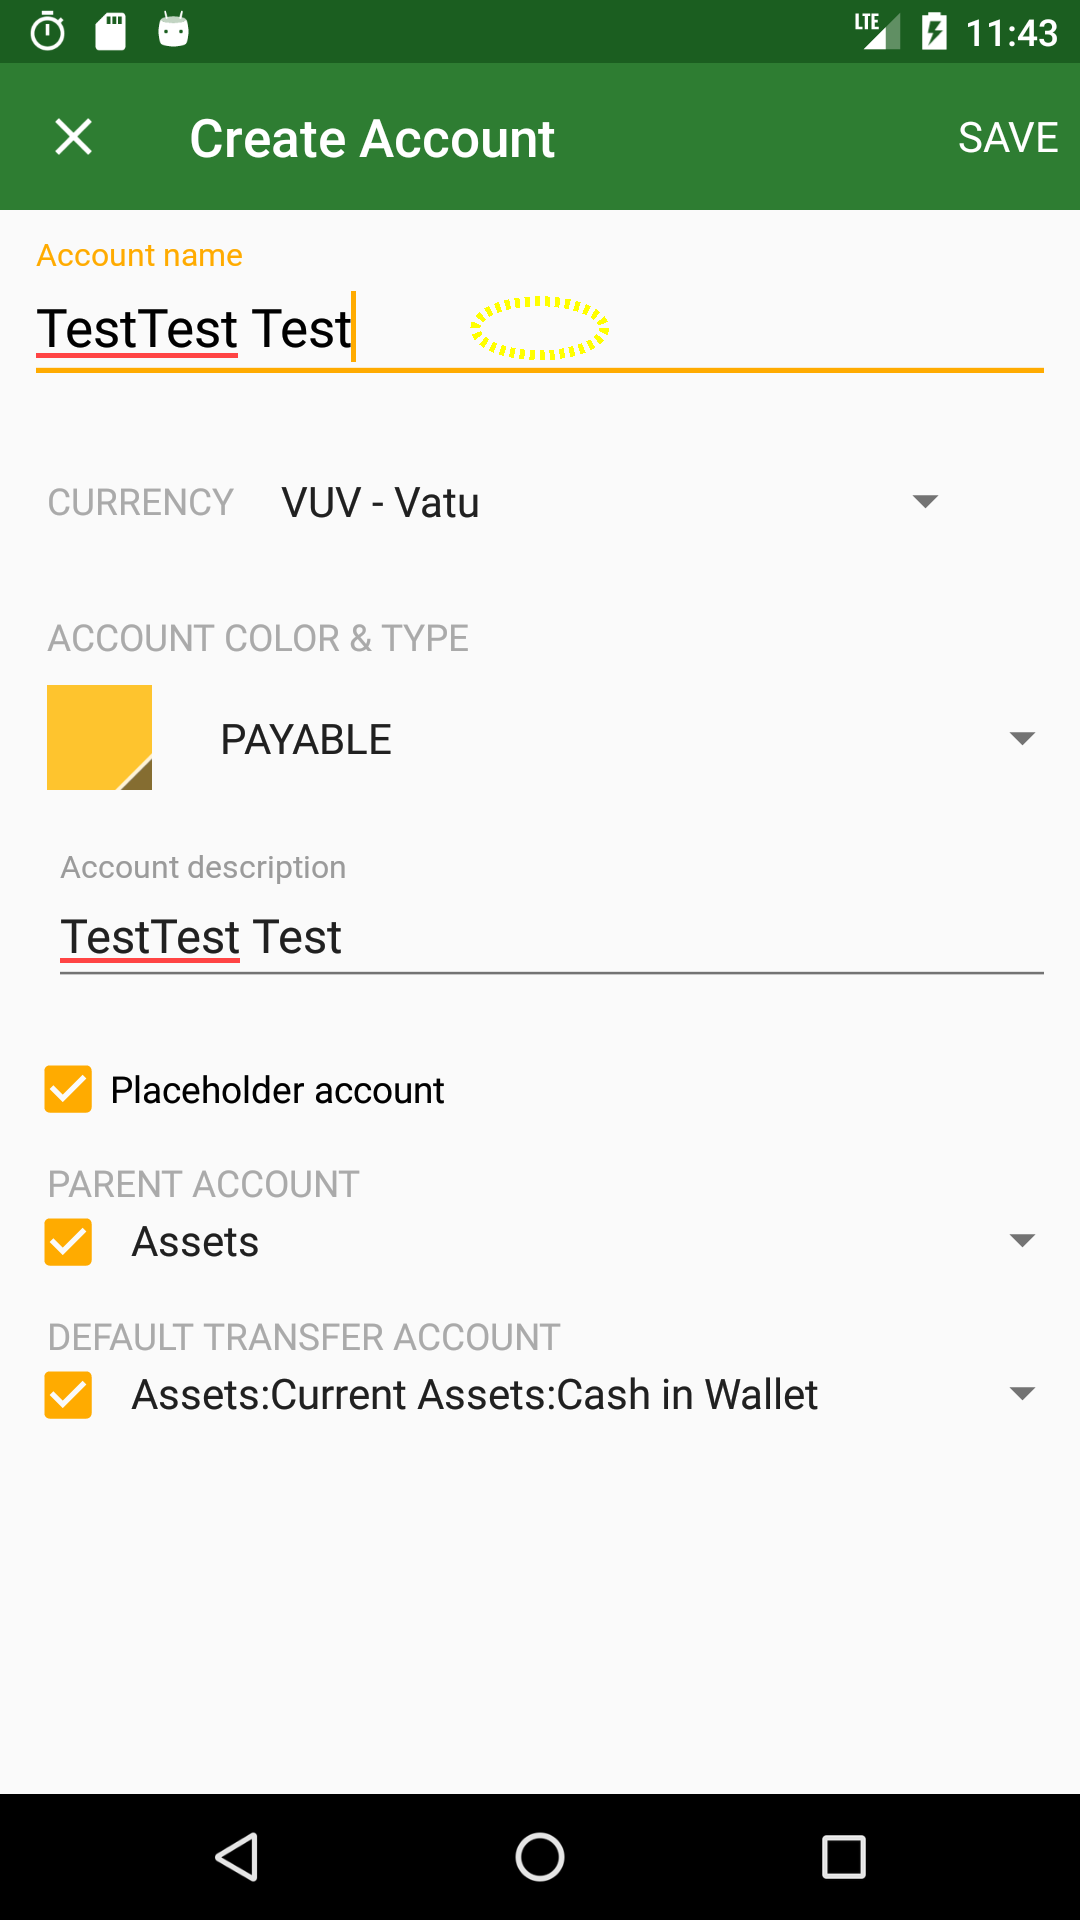 LTE 11:43
Create Account SAVE
Account name
TestTest Test
CURRENCY VUV - Vatu
ACCOUNT COLOR & TYPE
PAYABLE
Account description
TestTest Test
Placeholder account
PARENT ACCOUNT
Assets
DEFAULT TRANSFER ACCOUNT
Assets:Current Assets:Cash in Wallet